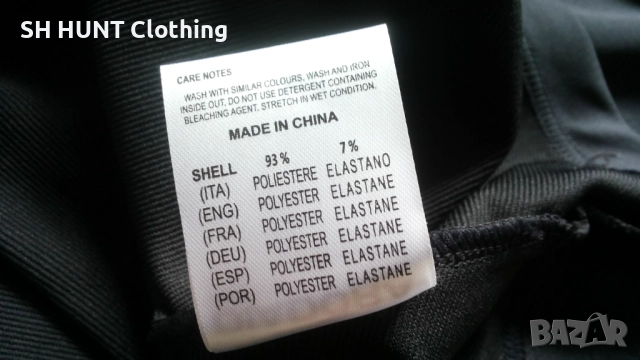 SH HUNT Clothing
CARE NOTES
WASH WITH SIMILAR COLOURS. WASH AND IRON
INSIDE OUT, DO NOT USE DETERGENT CONTAINING
BLEACHING AGENT. STRETCH IN WET CONDITION.
MADE IN CHINA
SHELL 93% 7%
(ITA) POLIESTERE ELASTANO
(ENG) POLYESTER ELASTANE
(FRA) POLYESTER ELASTANE
(DEU) POLYESTER ELASTANE
(ESP) POLYESTER ELASTANE
(POR) POLYESTER ELASTANE
BAZAR